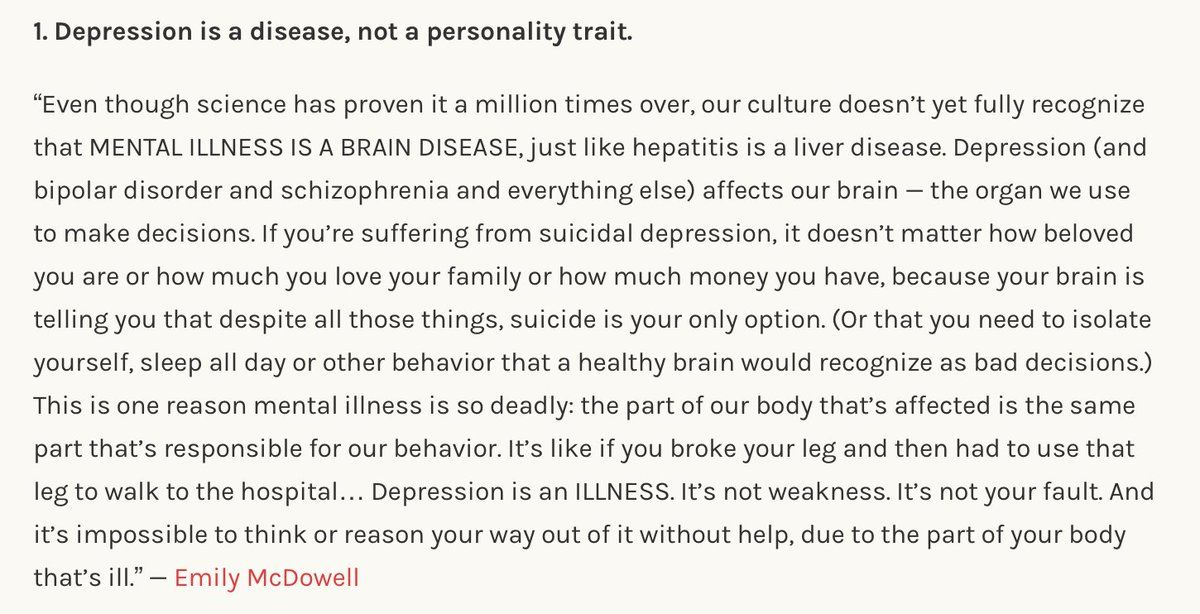 1. Depression is a disease, not a personality trait.
“Even though science has proven it a million times over, our culture doesn’t yet fully recognize
that MENTAL ILLNESS IS A BRAIN DISEASE, just like hepatitis is a liver disease. Depression (and
bipolar disorder and schizophrenia and everything else) affects our brain — the organ we use
to make decisions. If you’re suffering from suicidal depression, it doesn’t matter how beloved
you are or how much you love your family or how much money you have, because your brain is
telling you that despite all those things, suicide is your only option. (Or that you need to isolate
yourself, sleep all day or other behavior that a healthy brain would recognize as bad decisions.)
This is one reason mental illness is so deadly: the part of our body that’s affected is the same
part that’s responsible for our behavior. It’s like if you broke your leg and then had to use that
leg to walk to the hospital… Depression is an ILLNESS. It’s not weakness. It’s not your fault. And
it’s impossible to think or reason your way out of it without help, due to the part of your body
that’s ill.” — Emily McDowell